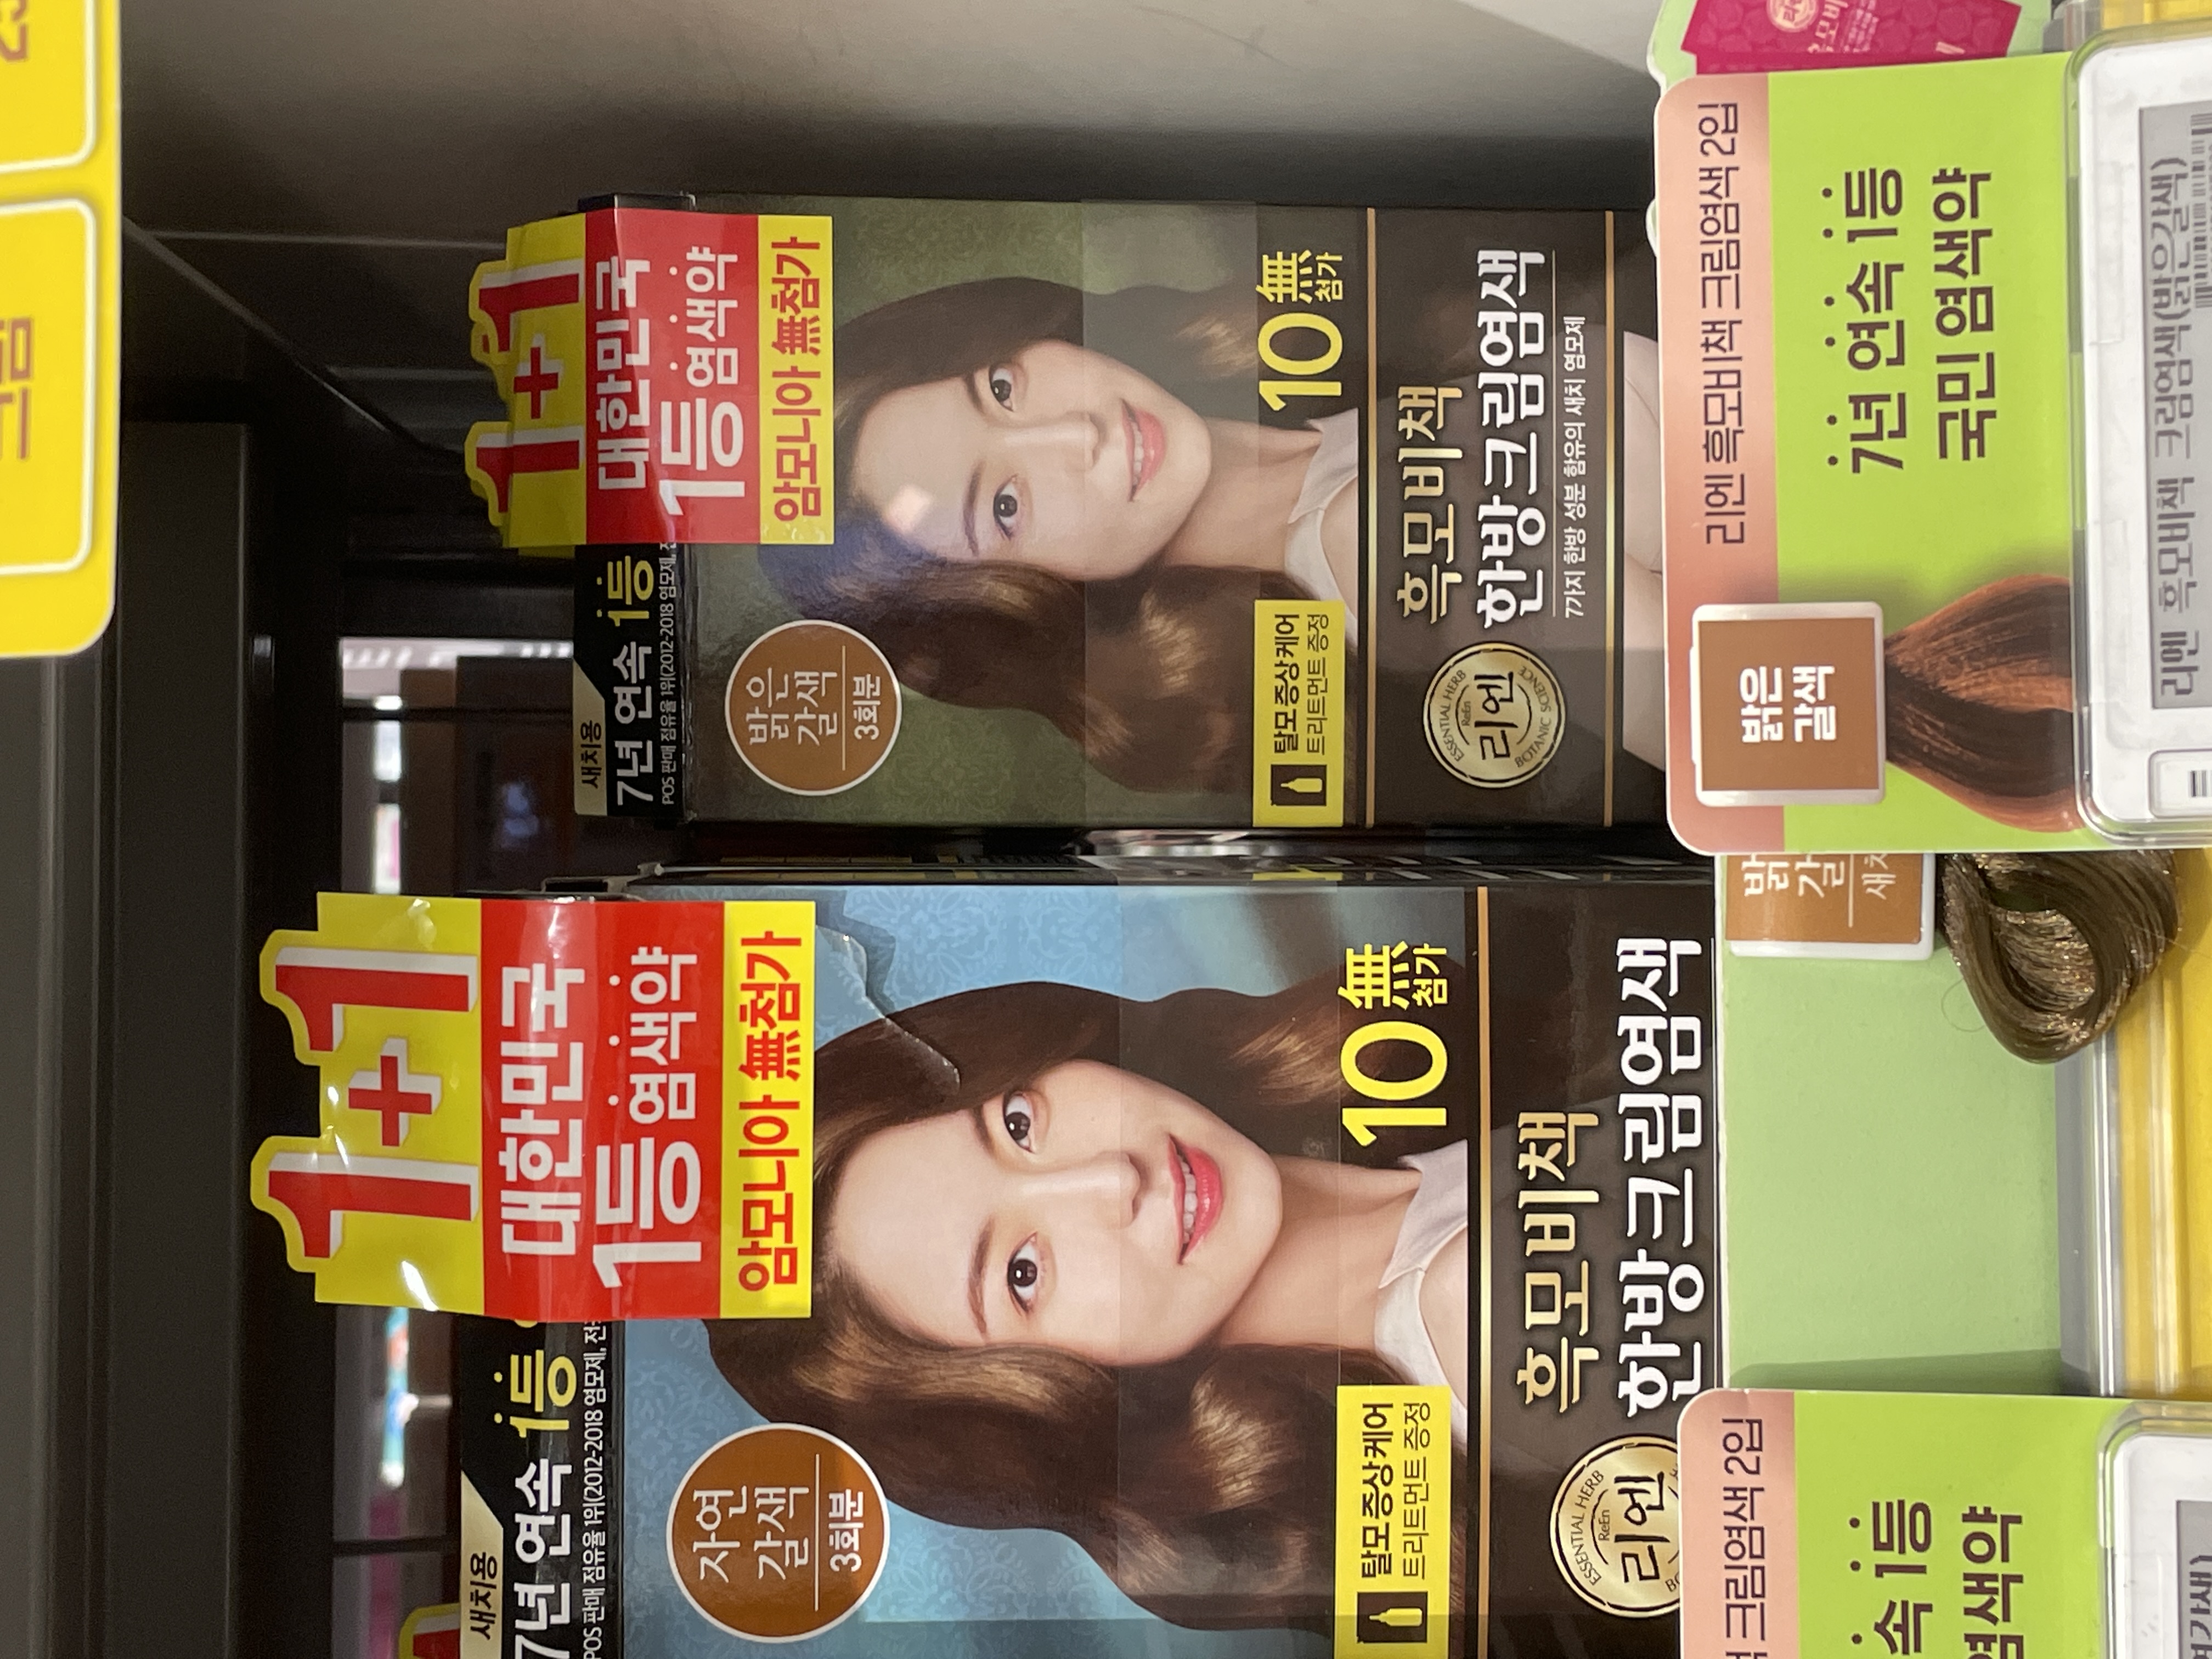 크림
1+1
대한민국
1등 염색약
암모니아 無첨가
새치용
7년 연속 1등
POS 판매 점유율 1위(2012-2018 염모제,
자연
갈색
3회분
탈모 증상 케어
트리트먼트 증정
10 無
첨가
ESSENTIAL HERB
ReEn
리엔
흑모비책
한방크림염색
1+1
대한민국
1등 염색약
암모니아 無첨가
새치용
7년 연속 1등
POS 판매 점유율 1위(2012-2018 염모제,
밝은
갈색
3회분
탈모 증상 케어
트리트먼트 증정
10 無
첨가
ESSENTIAL HERB
ReEn
리엔
BOTANIC SCIENCE
흑모비책
한방크림염색
7가지 한방 성분 함유의 새치 염모제
크림염색 2입
속 1등
염색약
밝은
갈색
리엔 흑모비책 크림염색 2입
7년 연속 1등
국민 염색약
리엔 흑모비책 크림염색(밝은갈색)